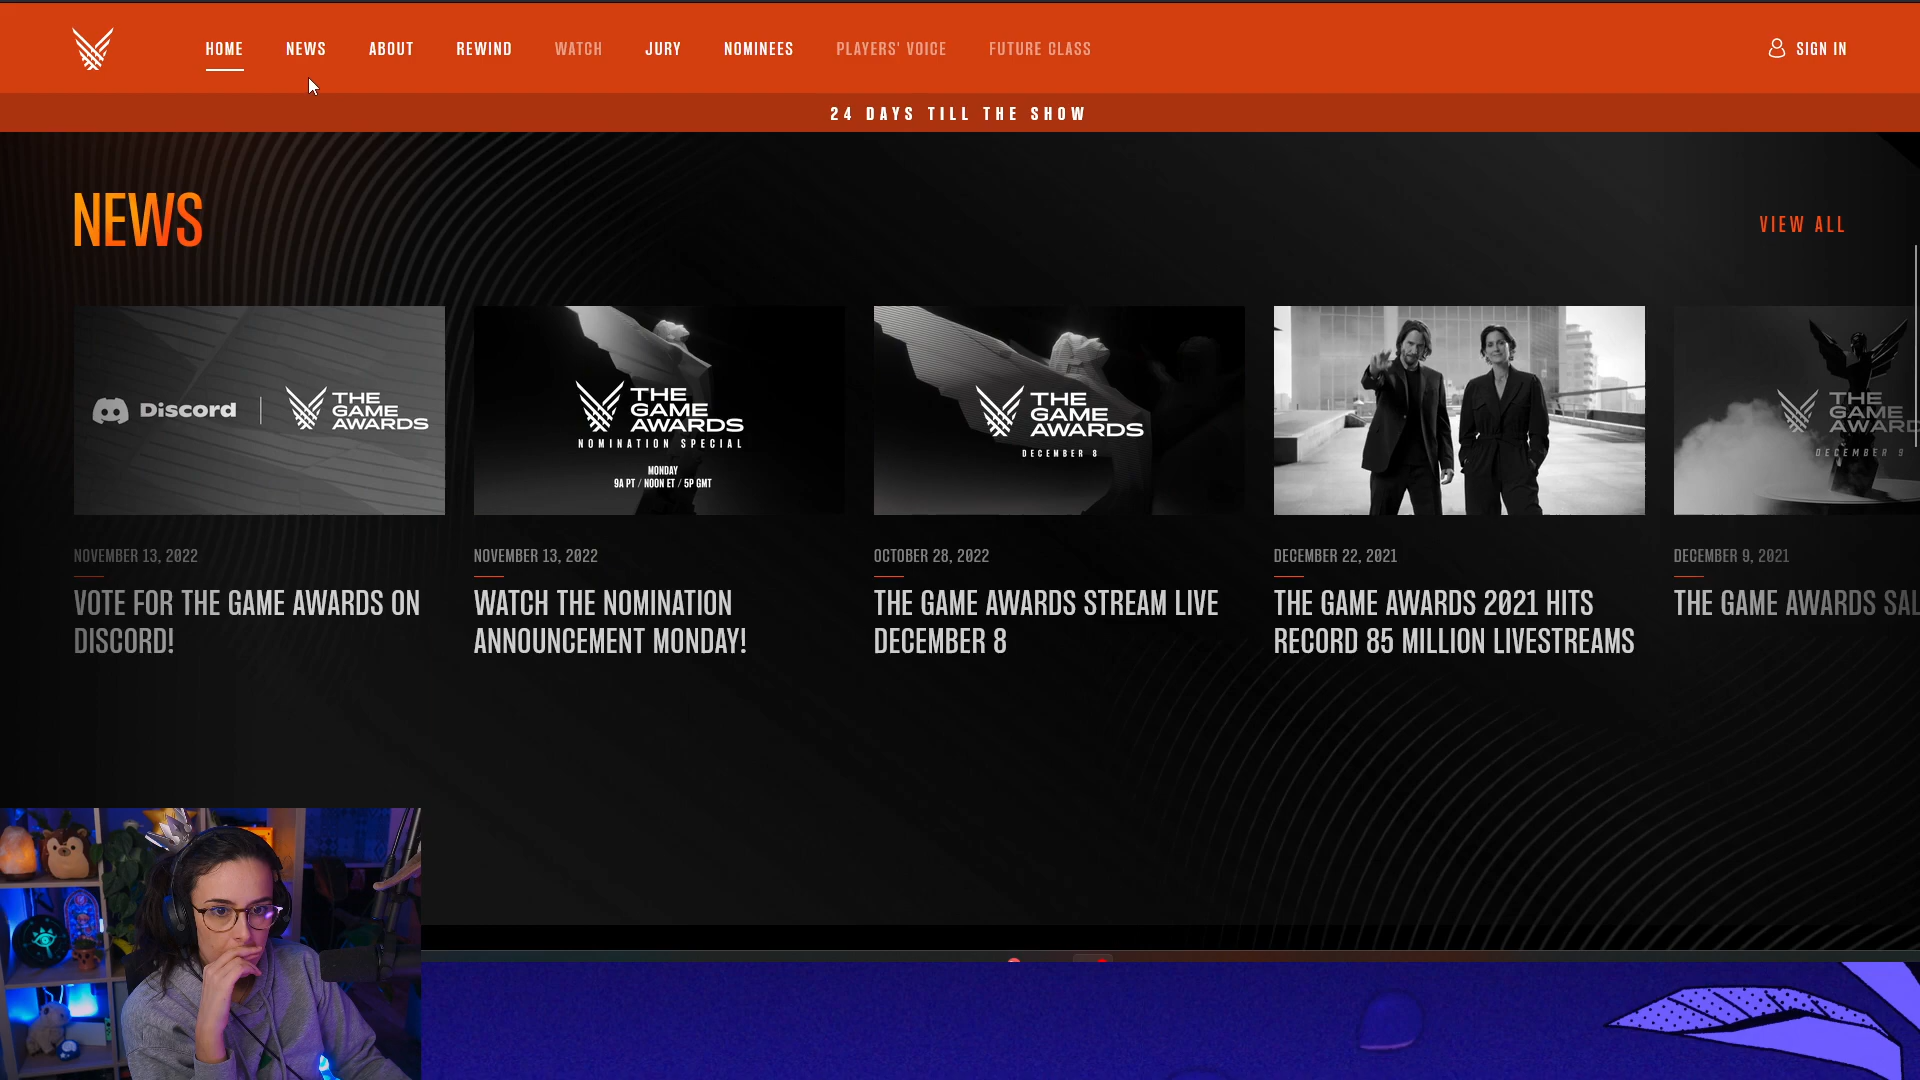 HOME NEWS ABOUT REWIND WATCH JURY NOMINEES PLAYERS' VOICE FUTURE CLASS SIGN IN
24 DAYS TILL THE SHOW
NEWS
VIEW ALL
Discord
THE
GAME
AWARDS
THE
GAME
AWARDS
NOMINATION SPECIAL
MONDAY
9A PT / NOON ET / 5P GMT
THE
GAME
AWARDS
DECEMBER 8
THE
GAME
AWARD
DECEMBER 9
NOVEMBER 13, 2022
VOTE FOR THE GAME AWARDS ON
DISCORD!
NOVEMBER 13, 2022
WATCH THE NOMINATION
ANNOUNCEMENT MONDAY!
OCTOBER 28, 2022
THE GAME AWARDS STREAM LIVE
DECEMBER 8
DECEMBER 22, 2021
THE GAME AWARDS 2021 HITS
RECORD 85 MILLION LIVESTREAMS
DECEMBER 9, 2021
THE GAME AWARDS SAL